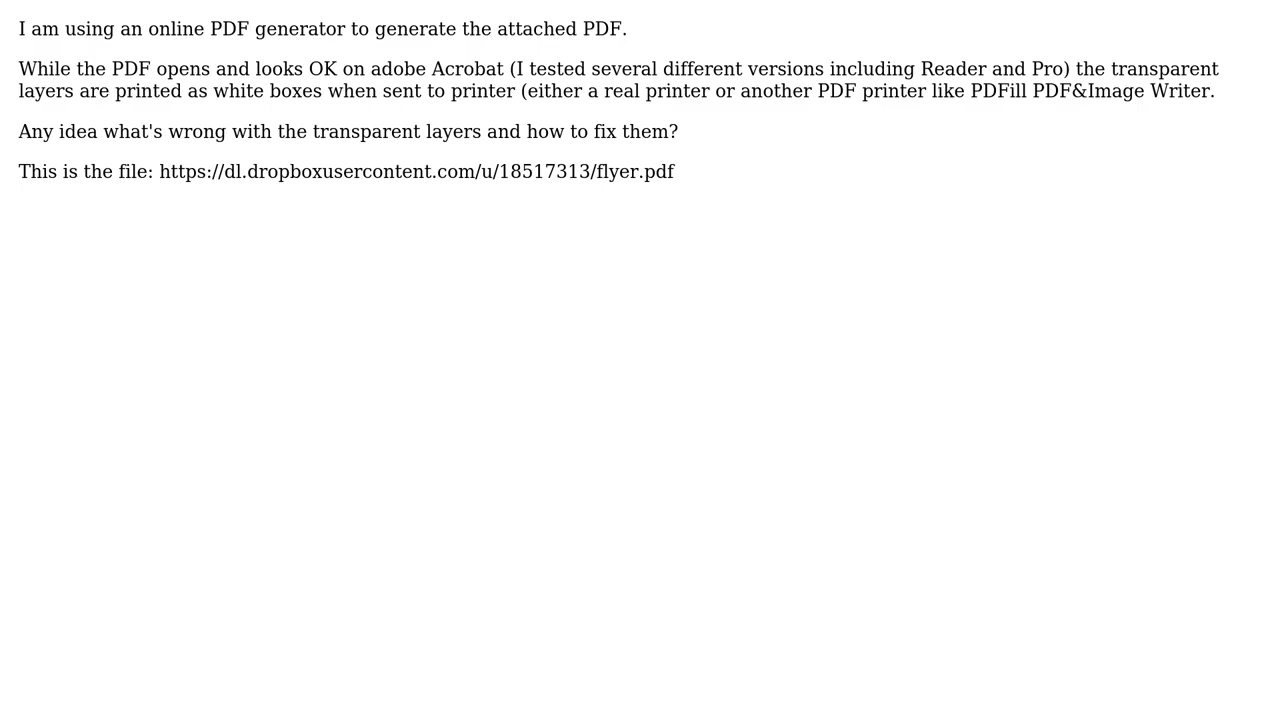 I am using an online PDF generator to generate the attached PDF.
While the PDF opens and looks OK on adobe Acrobat (I tested several different versions including Reader and Pro) the transparent
layers are printed as white boxes when sent to printer (either a real printer or another PDF printer like PDFill PDF&Image Writer.
Any idea what's wrong with the transparent layers and how to fix them?
This is the file: https://dl.dropboxusercontent.com/u/18517313/flyer.pdf